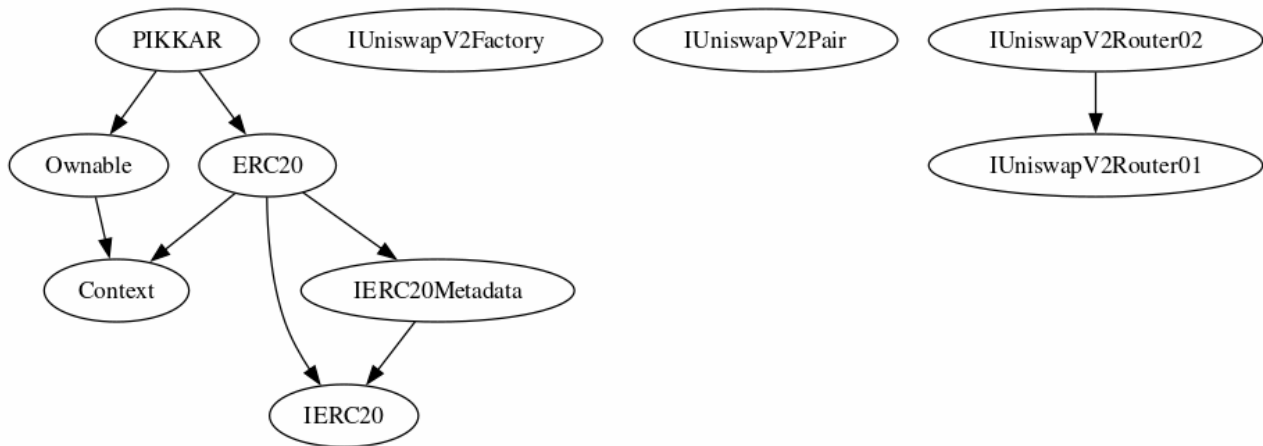 PIKKAR
IUniswapV2Factory
IUniswapV2Pair
IUniswapV2Router02
Ownable
ERC20
IUniswapV2Router01
Context
IERC20Metadata
IERC20